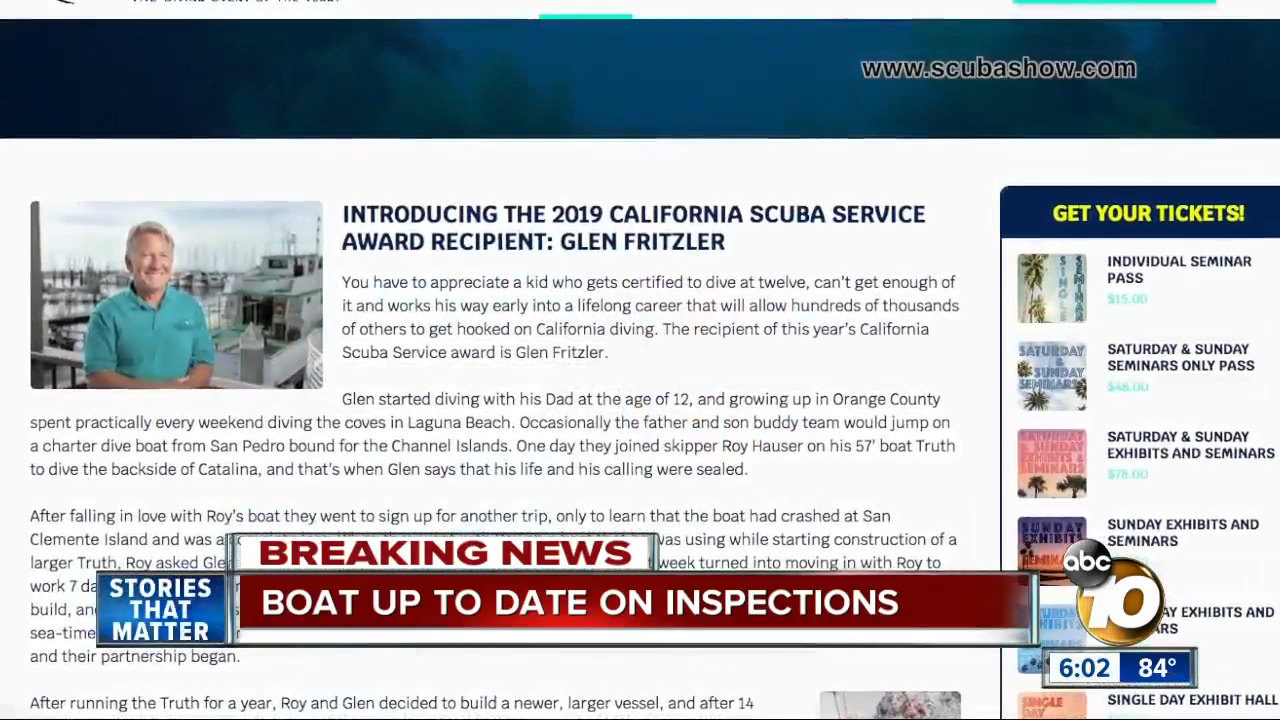 www.scubashow.com
INTRODUCING THE 2019 CALIFORNIA SCUBA SERVICE
AWARD RECIPIENT: GLEN FRITZLER
You have to appreciate a kid who gets certified to dive at twelve, can't get enough of
it and works his way early into a lifelong career that will allow hundreds of thousands
of others to get hooked on California diving. The recipient of this year's California
Scuba Service award is Glen Fritzler.
Glen started diving with his Dad at the age of 12, and growing up in Orange County
spent practically every weekend diving the coves in Laguna Beach. Occasionally the father and son buddy team would jump on
a charter dive boat from San Pedro bound for the Channel Islands. One day they joined skipper Roy Hauser on his 57' boat Truth
to dive the backside of Catalina, and that's when Glen says that his life and his calling were sealed.
After falling in love with Roy's boat they went to sign up for another trip, only to learn that the boat had crashed at San
Clemente Island and was a was using while starting construction of a
larger Truth, Roy asked Gle week turned into moving in with Roy to
work 7 da
build, an
sea-time
and their partnership began.
After running the Truth for a year, Roy and Glen decided to build a newer, larger vessel, and after 14
GET YOUR TICKETS!
INDIVIDUAL SEMINAR
PASS
$15.00
SATURDAY & SUNDAY
SEMINARS ONLY PASS
$48.00
SATURDAY & SUNDAY
EXHIBITS AND SEMINARS
$78.00
SUNDAY EXHIBITS AND
SEMINARS
AY EXHIBITS AND
ARS
SINGLE DAY EXHIBIT HALL
BREAKING NEWS
STORIES
THAT
MATTER
BOAT UP TO DATE ON INSPECTIONS
abc
10
6:02 84°